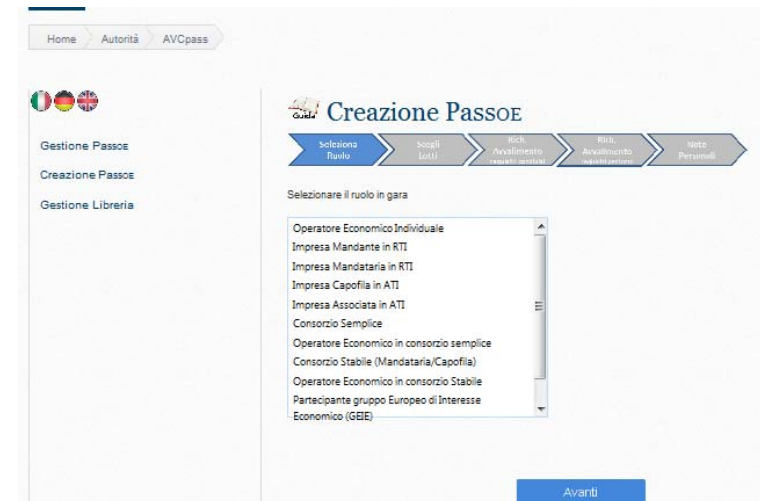 Home Autorità AVCpass
Guida Creazione PASSOE
Seleziona
Ruolo
Scegli
Lotti
Rich.
Avvalimento
Rich.
Avvalimento
Note
Personali
Gestione PASSOE
Creazione PASSOE
Gestione Libreria
Selezionare il ruolo in gara
Operatore Economico Individuale
Impresa Mandante in RTI
Impresa Mandataria in RTI
Impresa Capofila in ATI
Impresa Associata in ATI
Consorzio Semplice
Operatore Economico in consorzio semplice
Consorzio Stabile (Mandataria/Capofila)
Operatore Economico in consorzio Stabile
Partecipante gruppo Europeo di Interesse
Economico (GEIE)
Avanti